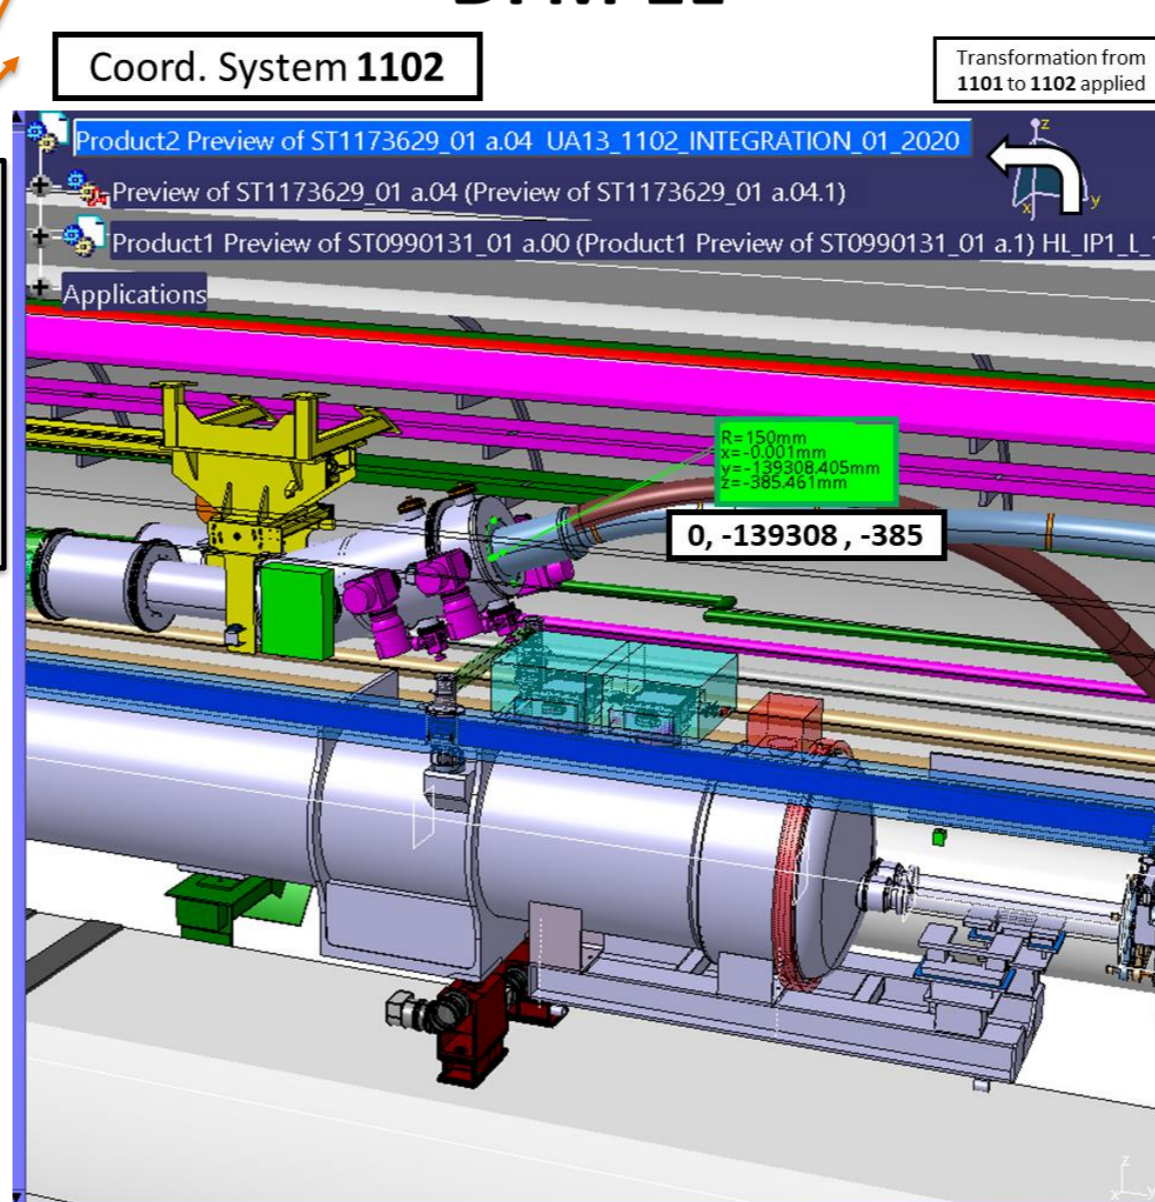 Coord. System 1102
Transformation from
1101 to 1102 applied
Product2 Preview of ST1173629_01 a.04 UA13_1102_INTEGRATION_01_2020
Preview of ST1173629_01 a.04 (Preview of ST1173629_01 a.04.1)
Product1 Preview of ST0990131_01 a.00 (Product1 Preview of ST0990131_01 a.1) HL_IP1_L_
Applications
z
y
x
R=150mm
x=-0.001mm
y=-139308.405mm
z=-385.461mm
0, -139308 , -385
z
x
y